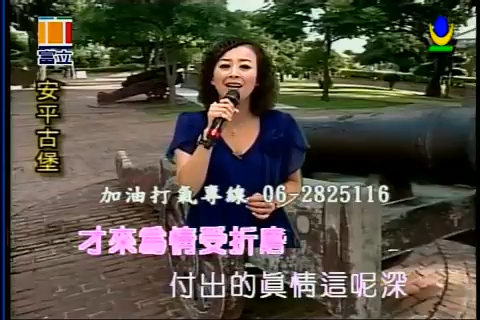 富立
安平古堡
加油打氣專線 06-2825116
才來為情受折磨
付出的真情這呢深